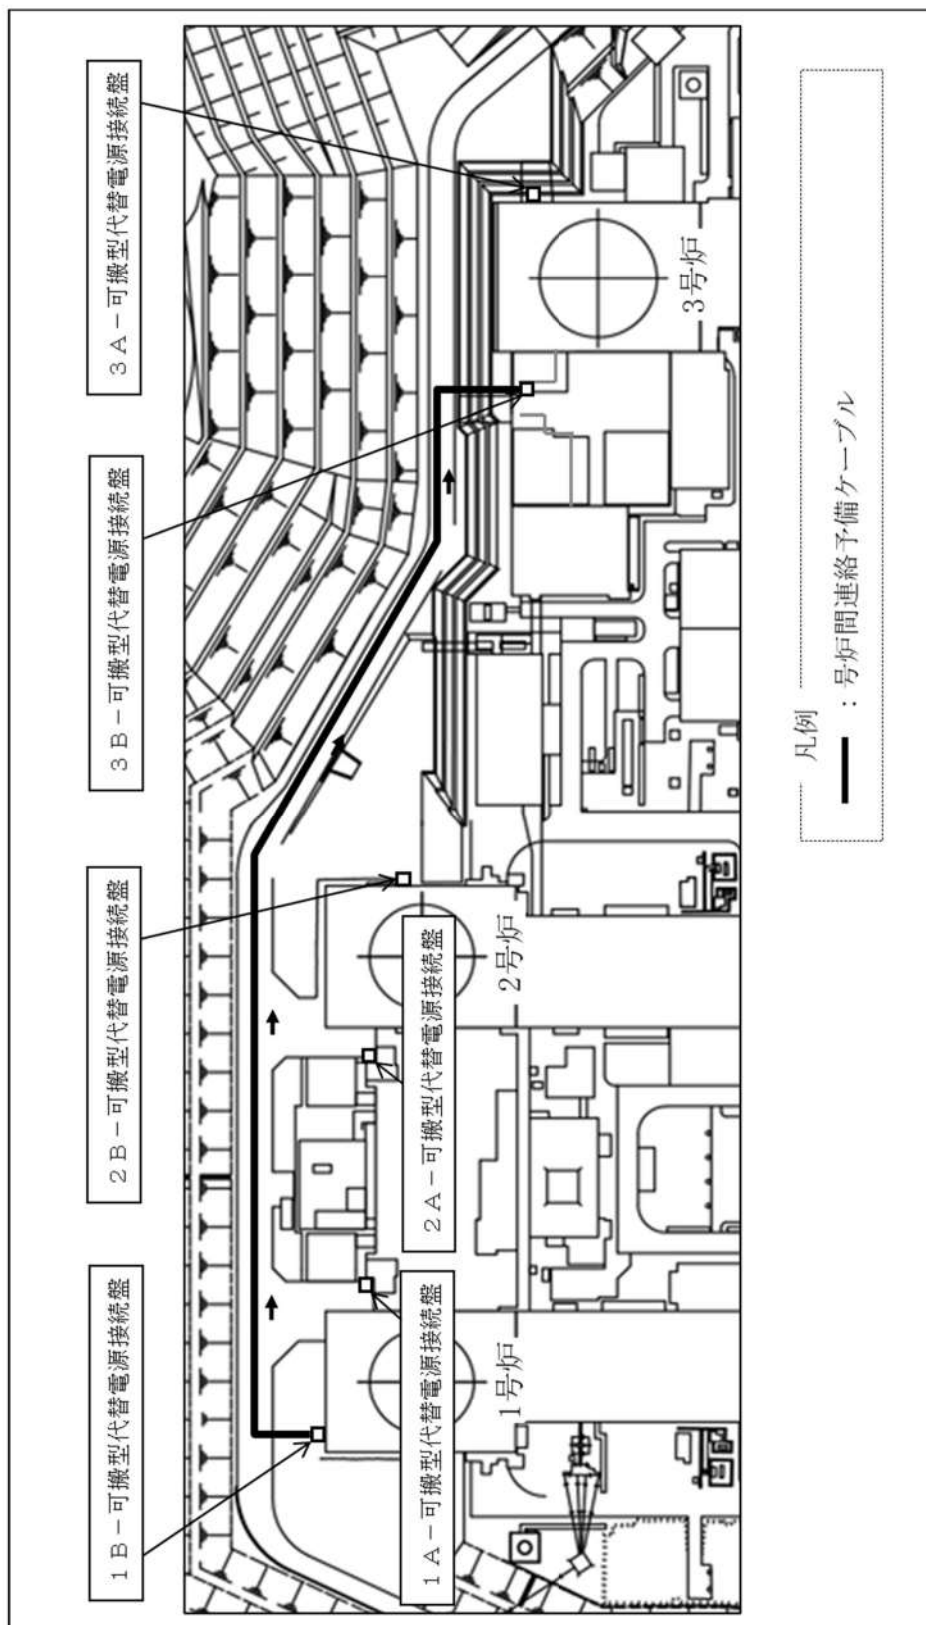 1B－可搬型代替電源接続盤
2B－可搬型代替電源接続盤
3B－可搬型代替電源接続盤
3A－可搬型代替電源接続盤
1A－可搬型代替電源接続盤
2A－可搬型代替電源接続盤
1号炉
2号炉
3号炉
凡例
：号炉間連絡予備ケーブル